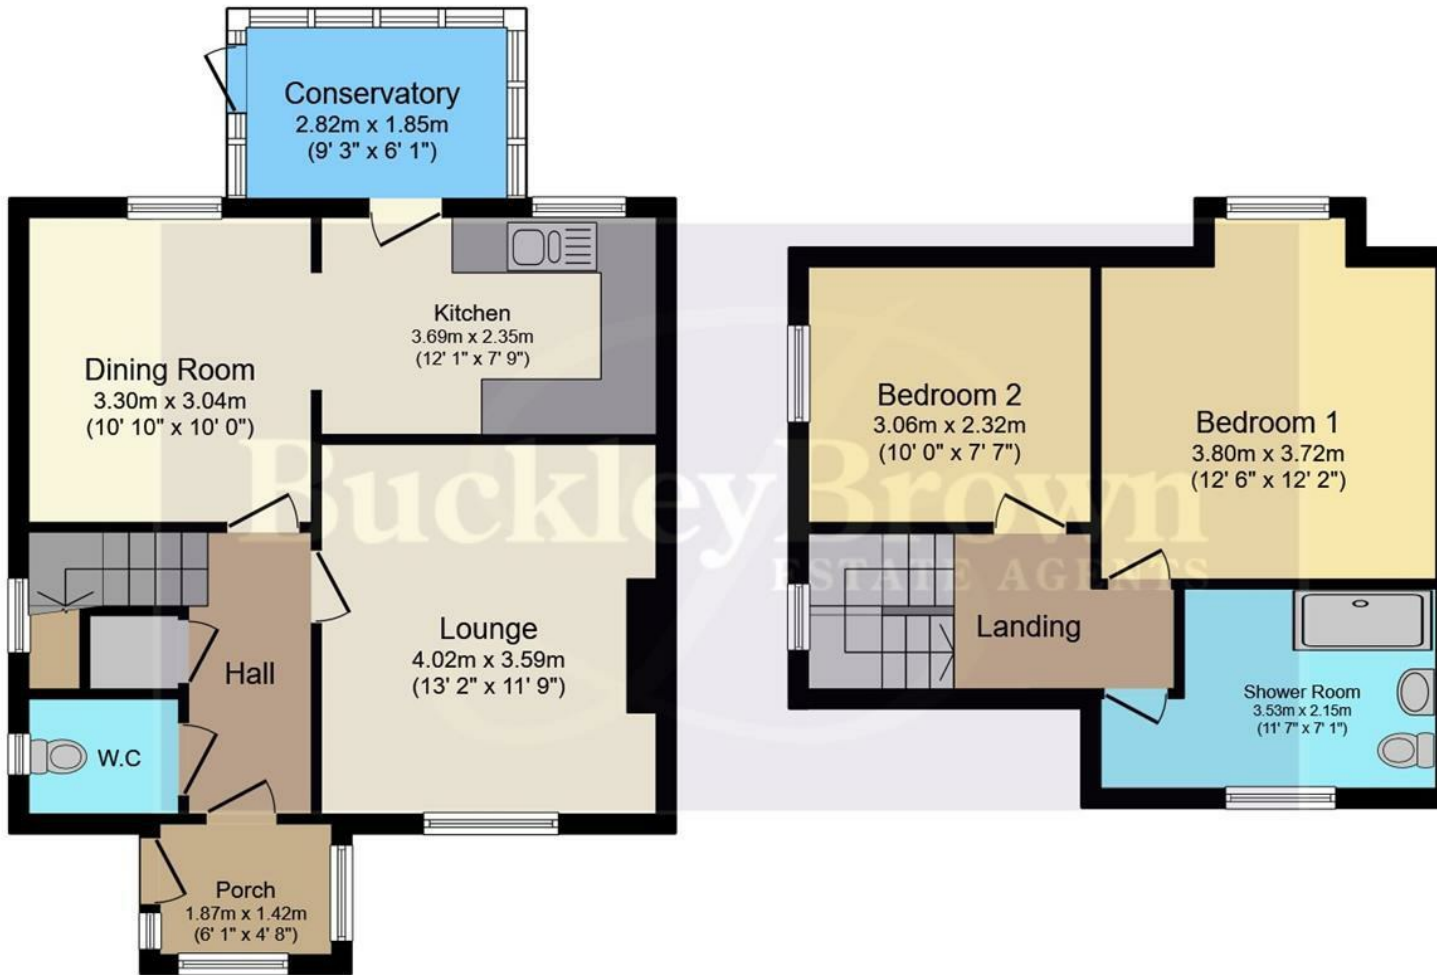 Conservatory
2.82m x 1.85m
(9' 3" x 6' 1")
Dining Room
3.30m x 3.04m
(10' 10" x 10' 0")
Kitchen
3.69m x 2.35m
(12' 1" x 7' 9")
Lounge
4.02m x 3.59m
(13' 2" x 11' 9")
Hall
W.C
Porch
1.87m x 1.42m
(6' 1" x 4' 8")
Bedroom 2
3.06m x 2.32m
(10' 0" x 7' 7")
Bedroom 1
3.80m x 3.72m
(12' 6" x 12' 2")
Landing
Shower Room
3.53m x 2.15m
(11' 7" x 7' 1")
BuckleyBrown
ESTATE AGENTS